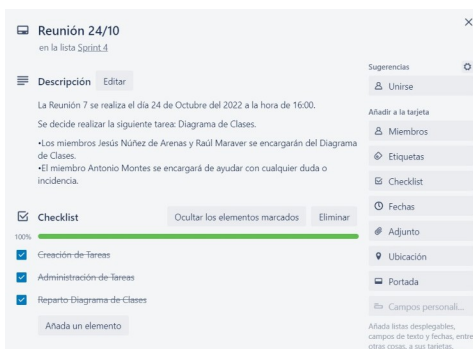 Reunión 24/10
en la lista Sprint 4
Descripción
Editar
La Reunión 7 se realiza el día 24 de Octubre del 2022 a la hora de 16:00.
Se decide realizar la siguiente tarea: Diagrama de Clases.
•Los miembros Jesús Núñez de Arenas y Raúl Maraver se encargarán del Diagrama
de Clases.
•El miembro Antonio Montes se encargará de ayudar con cualquier duda o
incidencia.
Checklist
Ocultar los elementos marcados
Eliminar
100%
Creación de Tareas
Administración de Tareas
Reparto Diagrama de Clases
Añada un elemento
Sugerencias
Unirse
Añadir a la tarjeta
Miembros
Etiquetas
Checklist
Fechas
Adjunto
Ubicación
Portada
Campos personali...
Añada listas desplegables,
campos de texto y fechas, entre
otras cosas, a sus tarjetas.